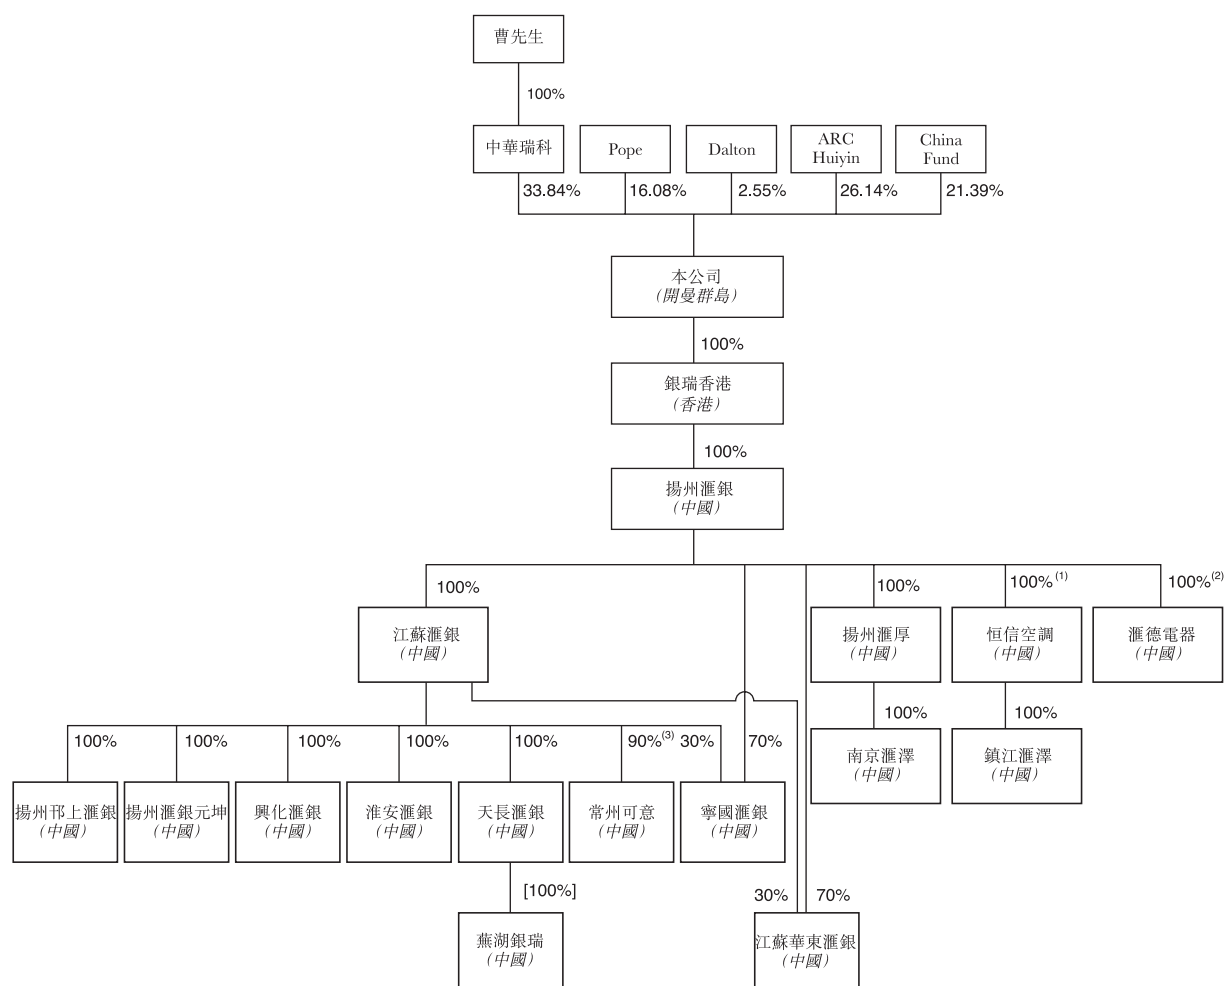 曹先生
100%
中華瑞科
Pope
Dalton
ARC
Huiyin
China
Fund
33.84%
16.08%
2.55%
26.14%
21.39%
本公司
(開曼群島)
100%
銀瑞香港
(香港)
100%
揚州滙銀
(中國)
100%
100%
100%(1)
100%(2)
江蘇滙銀
(中國)
揚州滙厚
(中國)
恒信空調
(中國)
滙德電器
(中國)
100%
100%
100%
100%
100%
100%
100%
90%(3)
30%
70%
南京滙澤
(中國)
鎮江滙澤
(中國)
揚州邗上滙銀
(中國)
揚州滙銀元坤
(中國)
興化滙銀
(中國)
淮安滙銀
(中國)
天長滙銀
(中國)
常州可意
(中國)
寧國滙銀
(中國)
[100%]
30%
70%
蕪湖銀瑞
(中國)
江蘇華東滙銀
(中國)